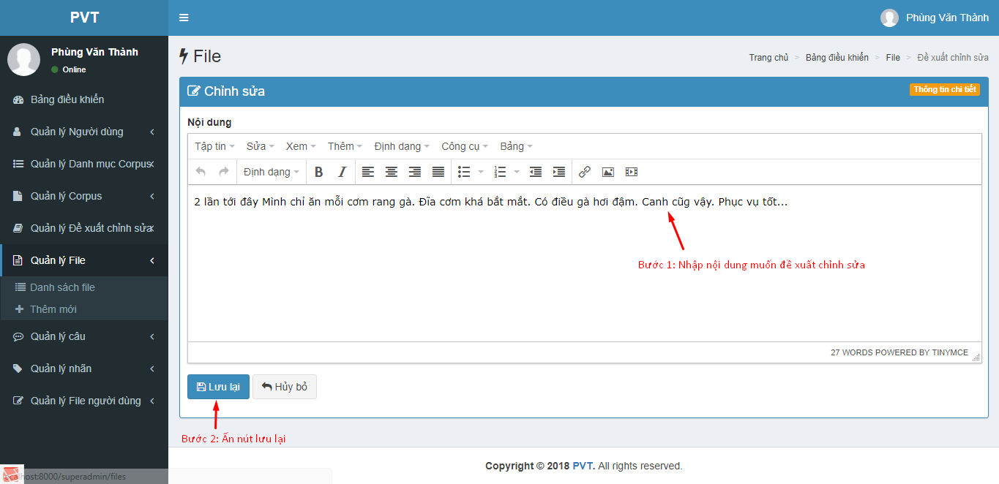 PVT
Phùng Văn Thành
Phùng Văn Thành
Online
Bảng điều khiển
Quản lý Người dùng
Quản lý Danh mục Corpus
Quản lý Corpus
Quản lý Đề xuất chỉnh sửa
Quản lý File
Danh sách file
Thêm mới
Quản lý câu
Quản lý nhãn
Quản lý File người dùng
File
Trang chủ > Bảng điều khiển > File > Đề xuất chỉnh sửa
Chỉnh sửa
Thông tin chi tiết
Nội dung
Tập tin Sửa Xem Thêm Định dạng Công cụ Bảng
Định dạng B I
2 lần tới đây Mình chỉ ăn mỗi cơm rang gà. Đĩa cơm khá bắt mắt. Có điều gà hơi đậm. Canh cũg vậy. Phục vụ tốt...
Bước 1: Nhập nội dung muốn đề xuất chỉnh sửa
27 WORDS POWERED BY TINYMCE
Lưu lại Hủy bỏ
Bước 2: Ấn nút lưu lại
Copyright © 2018 PVT. All rights reserved.
localhost:8000/superadmin/files